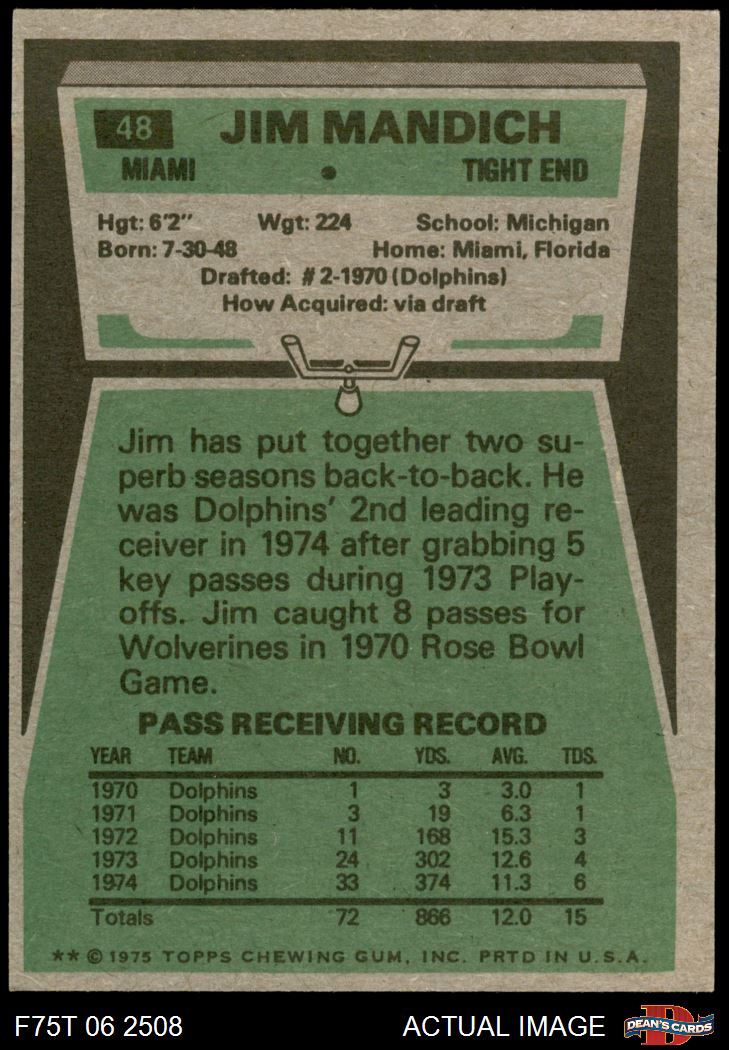 48 JIM MANDICH
MIAMI • TIGHT END
Hgt: 6'2" Wgt: 224 School: Michigan
Born: 7-30-48 Home: Miami, Florida
Drafted: #2-1970 (Dolphins)
How Acquired: via draft
Jim has put together two su-
perb seasons back-to-back. He
was Dolphins' 2nd leading re-
ceiver in 1974 after grabbing 5
key passes during 1973 Play-
offs. Jim caught 8 passes for
Wolverines in 1970 Rose Bowl
Game.
PASS RECEIVING RECORD
YEAR TEAM NO. YDS. AVG. TDS.
1970 Dolphins 1 3 3.0 1
1971 Dolphins 3 19 6.3 1
1972 Dolphins 11 168 15.3 3
1973 Dolphins 24 302 12.6 4
1974 Dolphins 33 374 11.3 6
Totals 72 866 12.0 15
** © 1975 TOPPS CHEWING GUM, INC. PRTD IN U.S.A.
F75T 06 2508 ACTUAL IMAGE D DEAN'S CARDS